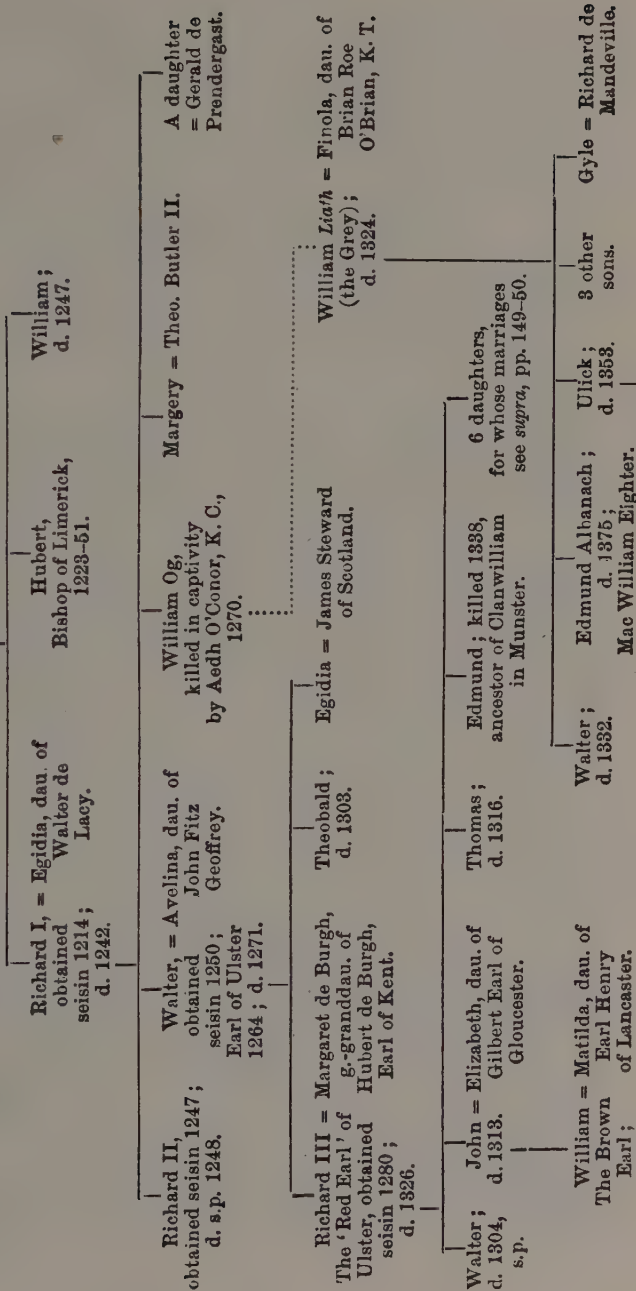 Richard I, = Egidia, dau. of
obtained Walter de
seisin 1214 ; Lacy.
d. 1242.
Hubert,
Bishop of Limerick,
1223–51.
William ;
d. 1247.
Richard II,
obtained seisin 1247 ;
d. s.p. 1248.
Walter, = Avelina, dau. of
obtained John Fitz
seisin 1250 ; Geoffrey.
Earl of Ulster
1264 ; d. 1271.
William Og,
killed in captivity
by Aedh O'Conor, K. C.,
1270.
Margery = Theo. Butler II.
A daughter
= Gerald de
Prendergast.
Richard III = Margaret de Burgh,
The ‘Red Earl’ of g.-granddau. of
Ulster, obtained Hubert de Burgh,
seisin 1280 ; Earl of Kent.
d. 1326.
Theobald ;
d. 1303.
Egidia = James Steward
of Scotland.
William Liath = Finola, dau. of
(the Grey) ; Brian Roe
d. 1324. O'Brian, K. T.
Walter ;
d. 1304,
s.p.
John = Elizabeth, dau. of
d. 1313. Gilbert Earl of
Gloucester.
Thomas ;
d. 1316.
Edmund ; killed 1338,
ancestor of Clanwilliam
in Munster.
6 daughters,
for whose marriages
see supra, pp. 149–50.
William = Matilda, dau. of
The Brown Earl Henry
Earl ; of Lancaster.
Walter ;
d. 1332.
Edmund Albanach ;
d. 1375 ;
Mac William Eighter.
Ulick ;
d. 1353.
3 other
sons.
Gyle = Richard de
Mandeville.